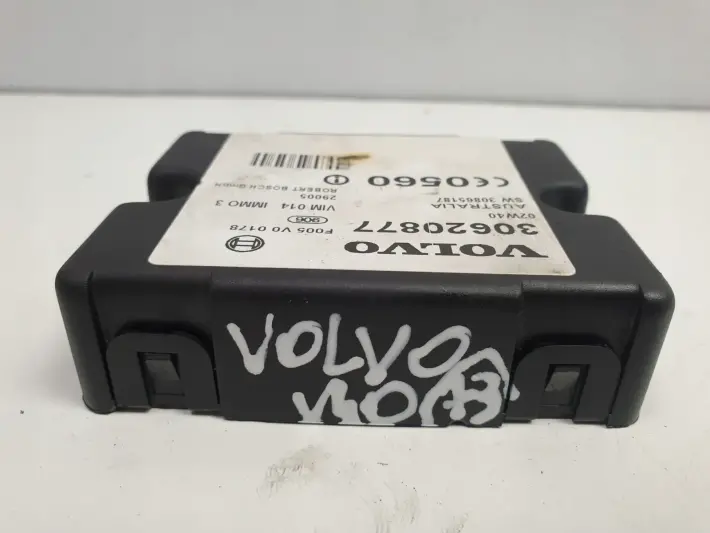 VOLVO
30620877
02W40
AUSTRALIA
SW 30865187
CE0560
F005 V0 0178
906
VIM 014 IMMO 3
29005
ROBERT BOSCH GmbH
VOLVO